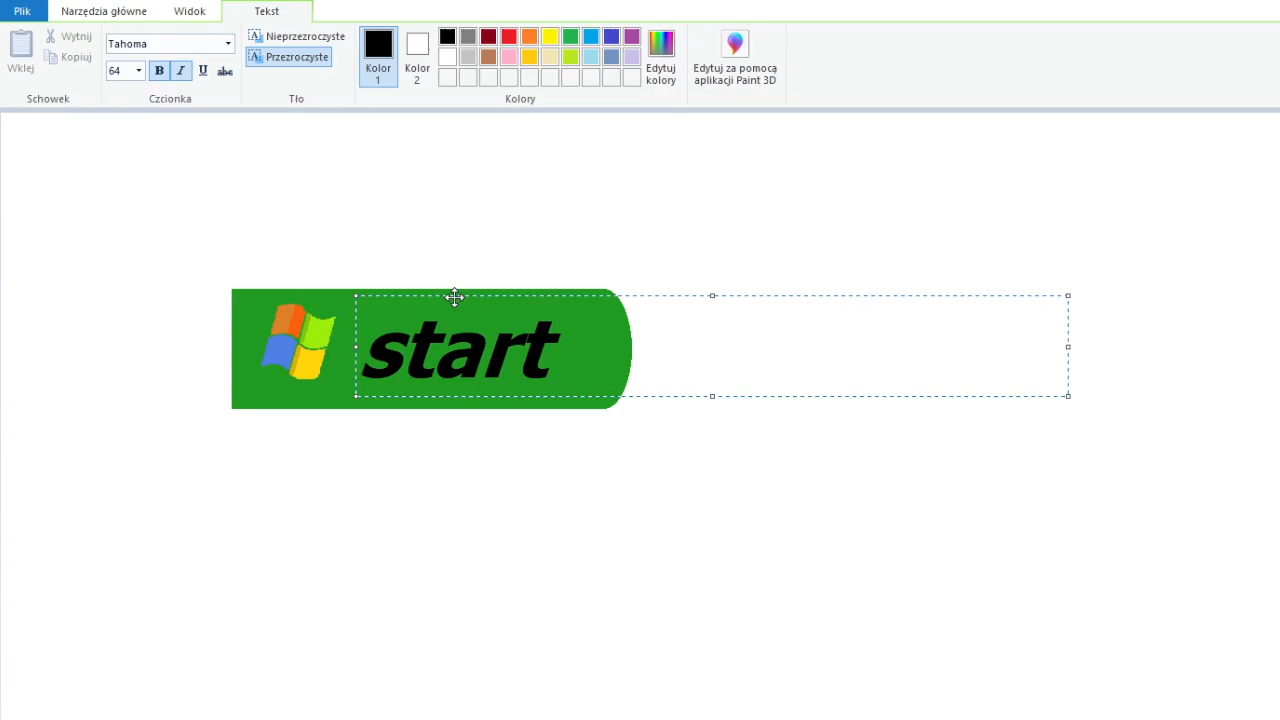 Plik Narzędzia główne Widok Tekst
Wklej
Wytnij
Kopiuj
Schowek
Tahoma
64 B I U abc
Czcionka
A Nieprzezroczyste
A Przezroczyste
Tło
Kolor
1
Kolor
2
Edytuj
kolory
Kolory
Edytuj za pomocą
aplikacji Paint 3D
start